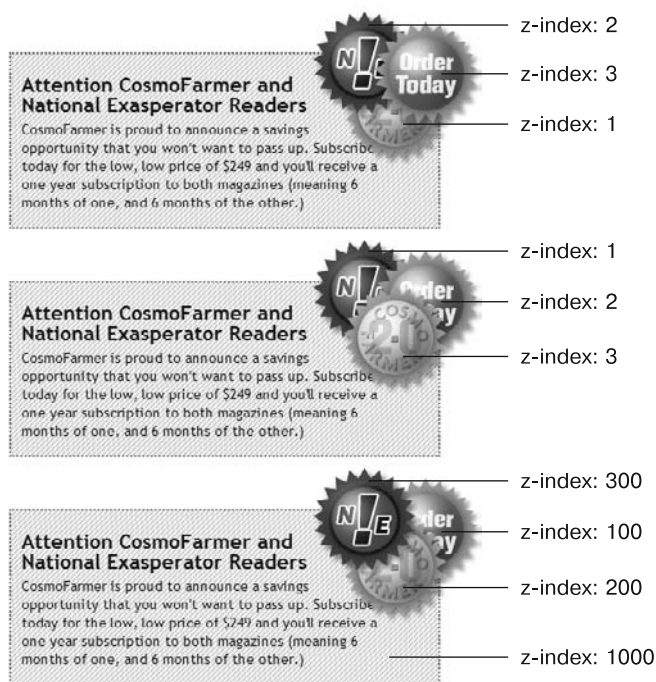 z-index: 2
N!
Order
Today
z-index: 3
Attention CosmoFarmer and
National Exasperator Readers
z-index: 1
CosmoFarmer is proud to announce a savings
opportunity that you won't want to pass up. Subscribe
today for the low, low price of $249 and you'll receive a
one year subscription to both magazines (meaning 6
months of one, and 6 months of the other.)
z-index: 1
N!
z-index: 2
Attention CosmoFarmer and
National Exasperator Readers
COSMO
2.0
FARMER
z-index: 3
CosmoFarmer is proud to announce a savings
opportunity that you won't want to pass up. Subscribe
today for the low, low price of $249 and you'll receive a
one year subscription to both magazines (meaning 6
months of one, and 6 months of the other.)
z-index: 300
N!E
z-index: 100
Attention CosmoFarmer and
National Exasperator Readers
z-index: 200
CosmoFarmer is proud to announce a savings
opportunity that you won't want to pass up. Subscribe
today for the low, low price of $249 and you'll receive a
one year subscription to both magazines (meaning 6
months of one, and 6 months of the other.)
z-index: 1000